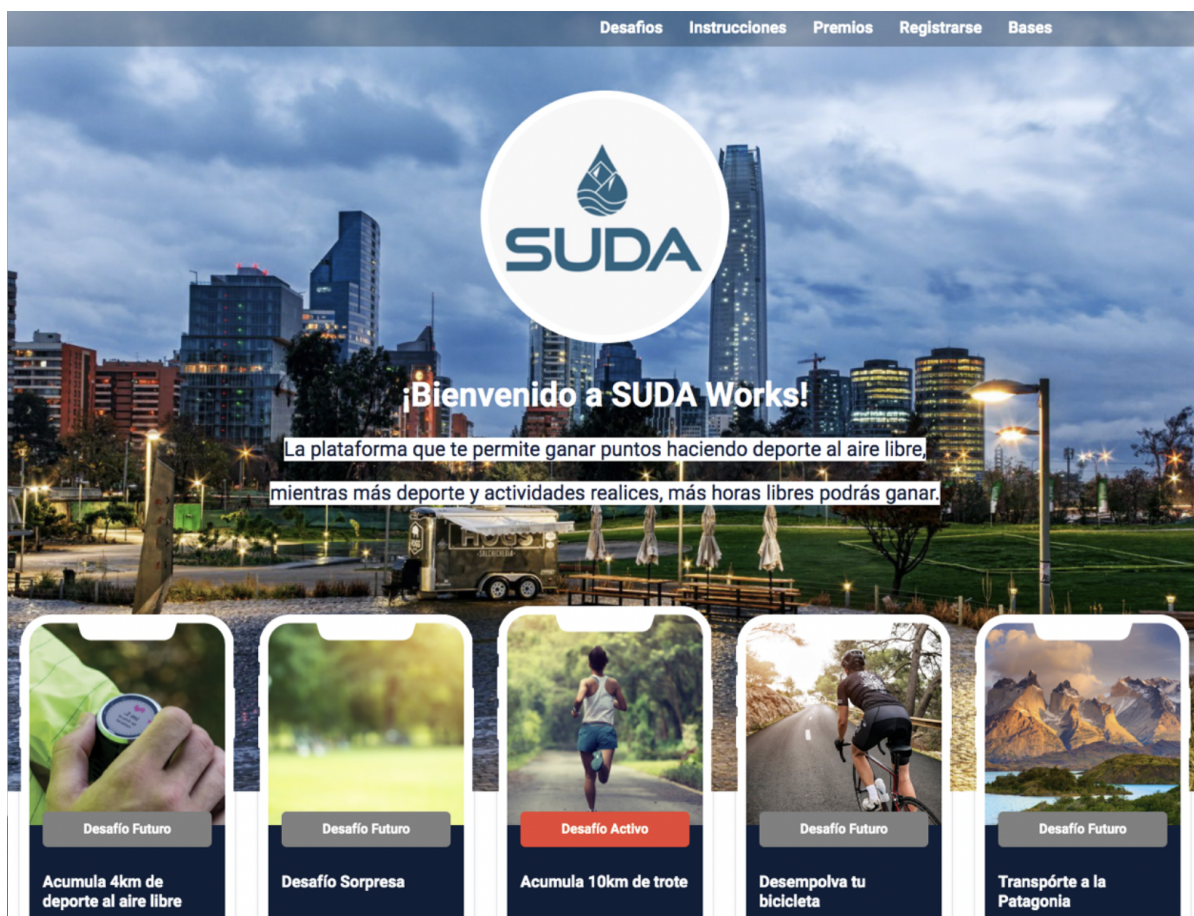 Desafios Instrucciones Premios Registrarse Bases
SUDA
¡Bienvenido a SUDA Works!
La plataforma que te permite ganar puntos haciendo deporte al aire libre,
mientras más deporte y actividades realices, más horas libres podrás ganar.
HOGS
SALCHICHERIA
Desafío Futuro
Acumula 4km de
deporte al aire libre
Desafío Futuro
Desafío Sorpresa
Desafío Activo
Acumula 10km de trote
Desafío Futuro
Desempolva tu
bicicleta
Desafío Futuro
Transpórte a la
Patagonia